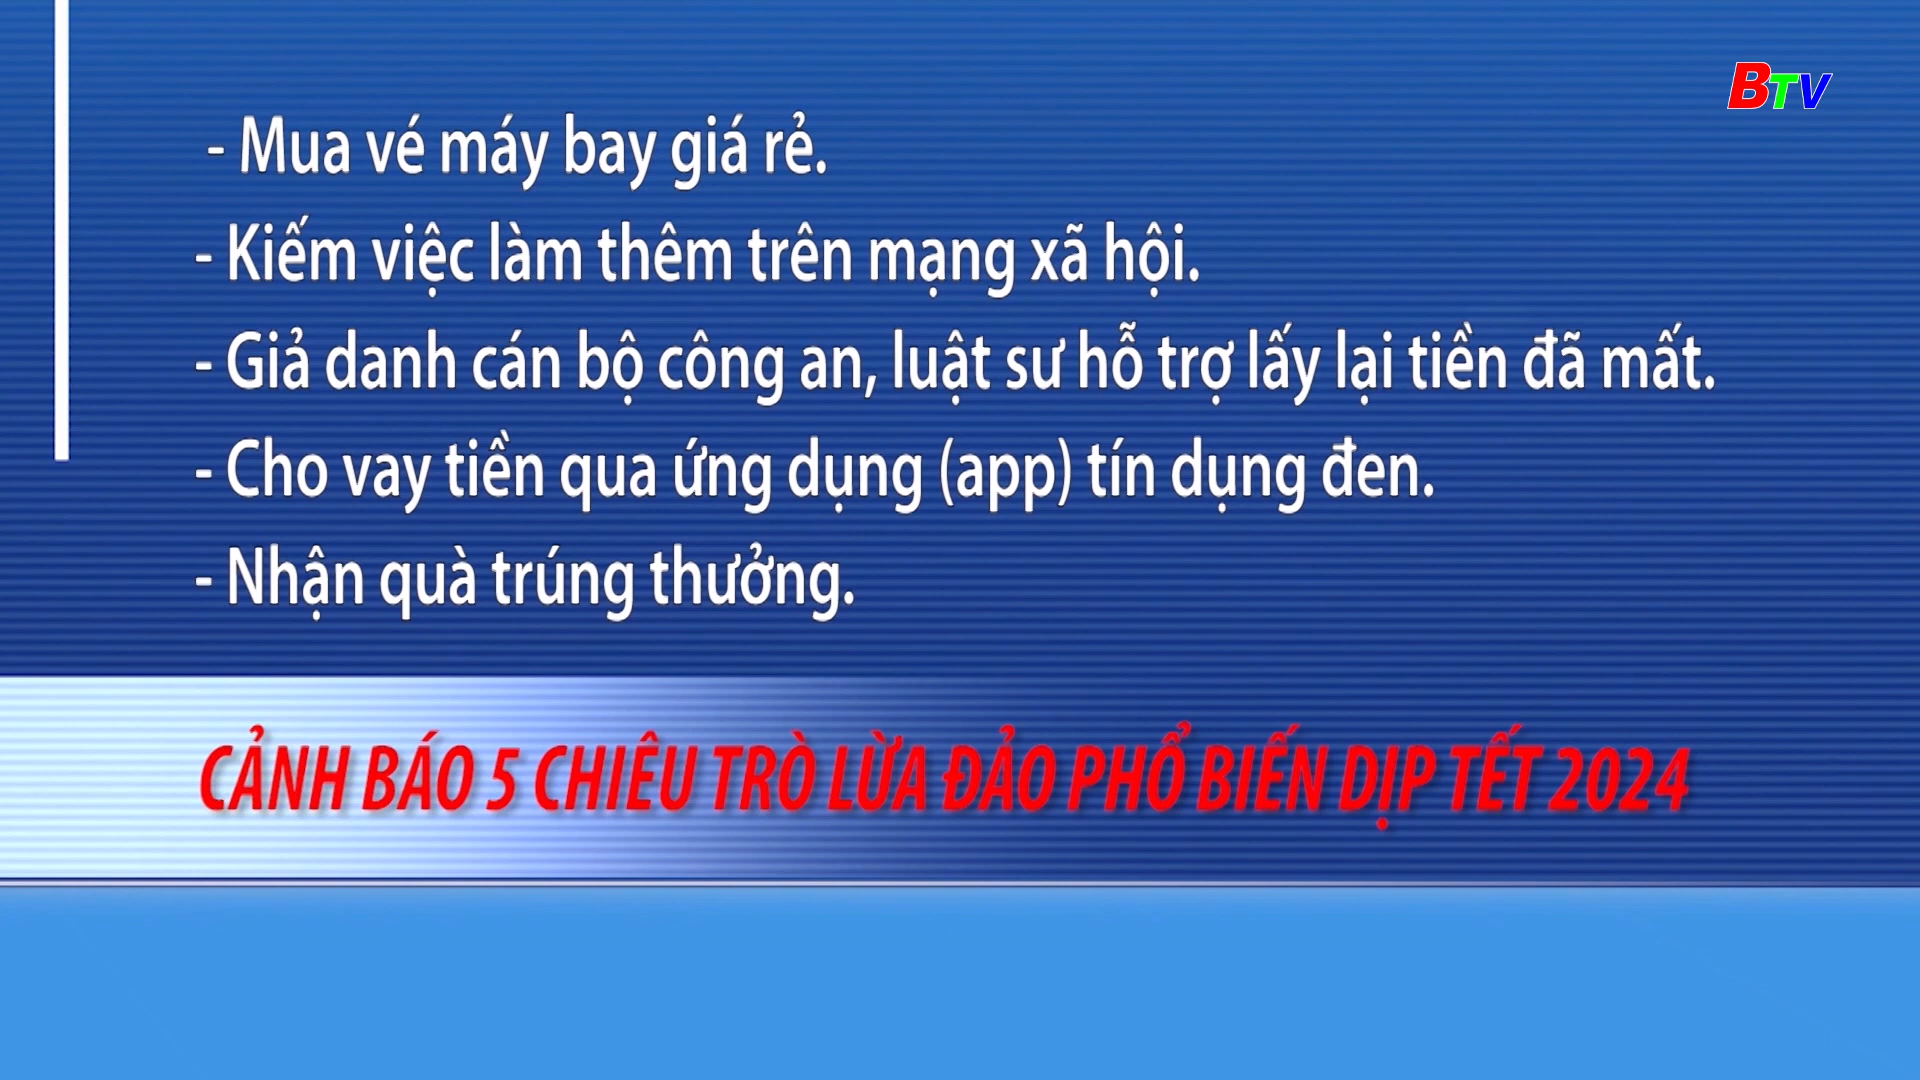 BTV
- Mua vé máy bay giá rẻ.
- Kiếm việc làm thêm trên mạng xã hội.
- Giả danh cán bộ công an, luật sư hỗ trợ lấy lại tiền đã mất.
- Cho vay tiền qua ứng dụng (app) tín dụng đen.
- Nhận quà trúng thưởng.
CẢNH BÁO 5 CHIÊU TRÒ LỪA ĐẢO PHỔ BIẾN DỊP TẾT 2024